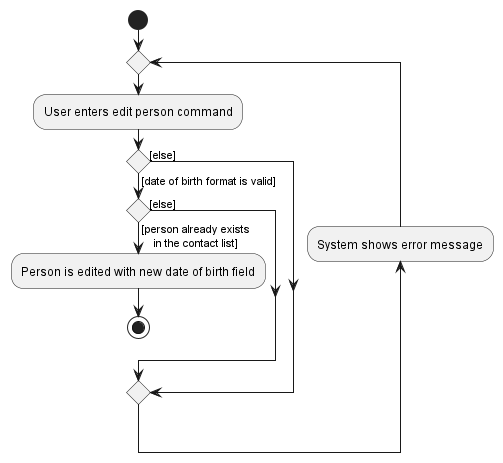 User enters edit person command
[else]
[date of birth format is valid]
[else]
[person already exists
in the contact list]
System shows error message
Person is edited with new date of birth field